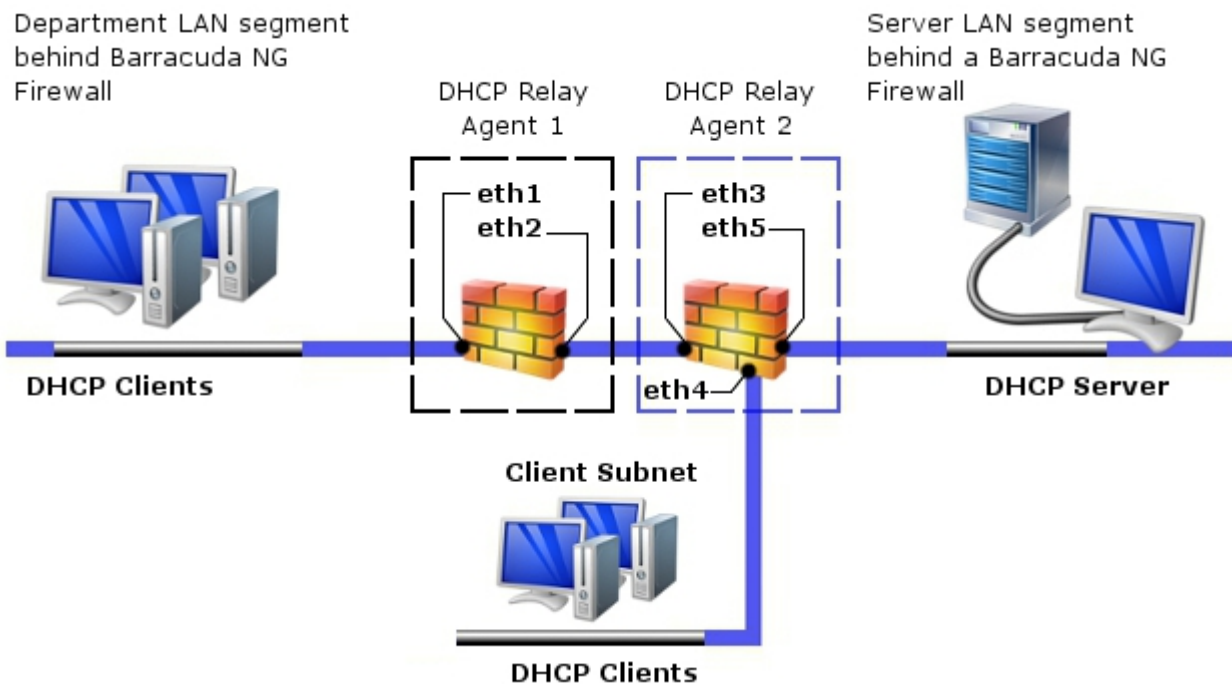 Department LAN segment
behind Barracuda NG
Firewall
Server LAN segment
behind a Barracuda NG
Firewall
DHCP Relay
Agent 1
DHCP Relay
Agent 2
eth1
eth2
eth3
eth5
eth4
DHCP Clients
DHCP Server
Client Subnet
DHCP Clients